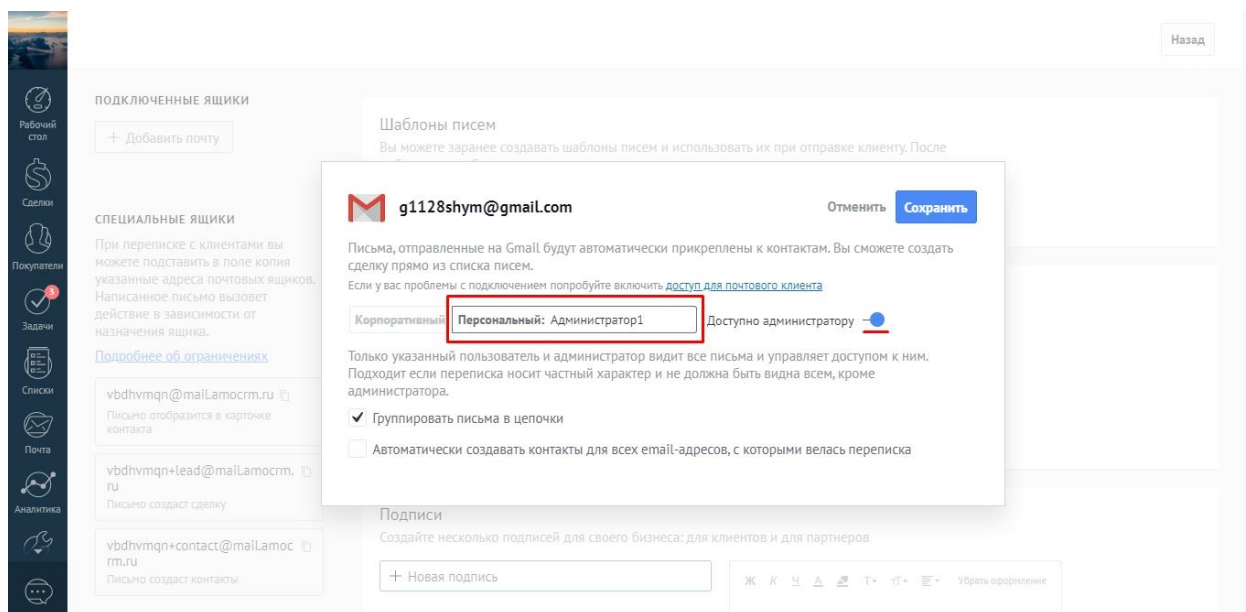 Назад
Рабочий
стол
Сделки
Покупатели
5
Задачи
Списки
Почта
Аналитика
ПОДКЛЮЧЕННЫЕ ЯЩИКИ
+ Добавить почту
СПЕЦИАЛЬНЫЕ ЯЩИКИ
При переписке с клиентами вы
можете подставить в поле копия
указанные адреса почтовых ящиков.
Написанное письмо вызовет
действие в зависимости от
назначения ящика.
Подробнее об ограничениях
vbdhvmqn@mail.amocrm.ru
Письмо отобразится в карточке
контакта
vbdhvmqn+lead@mail.amocrm.
ru
Письмо создаст сделку
vbdhvmqn+contact@mail.amoc
rm.ru
Письмо создаст контакты
Шаблоны писем
Вы можете заранее создавать шаблоны писем и использовать их при отправке клиенту. После
g1128shym@gmail.com
Отменить Сохранить
Письма, отправленные на Gmail будут автоматически прикреплены к контактам. Вы сможете создать
сделку прямо из списка писем.
Если у вас проблемы с подключением попробуйте включить доступ для почтового клиента
Корпоративный Персональный: Администратор1 Доступно администратору
Только указанный пользователь и администратор видит все письма и управляет доступом к ним.
Подходит если переписка носит частный характер и не должна быть видна всем, кроме
администратора.
Группировать письма в цепочки
Автоматически создавать контакты для всех email-адресов, с которыми велась переписка
Подписи
Создайте несколько подписей для своего бизнеса: для клиентов и для партнеров
+ Новая подпись
Ж К Ч А Т тТ Убрать оформление